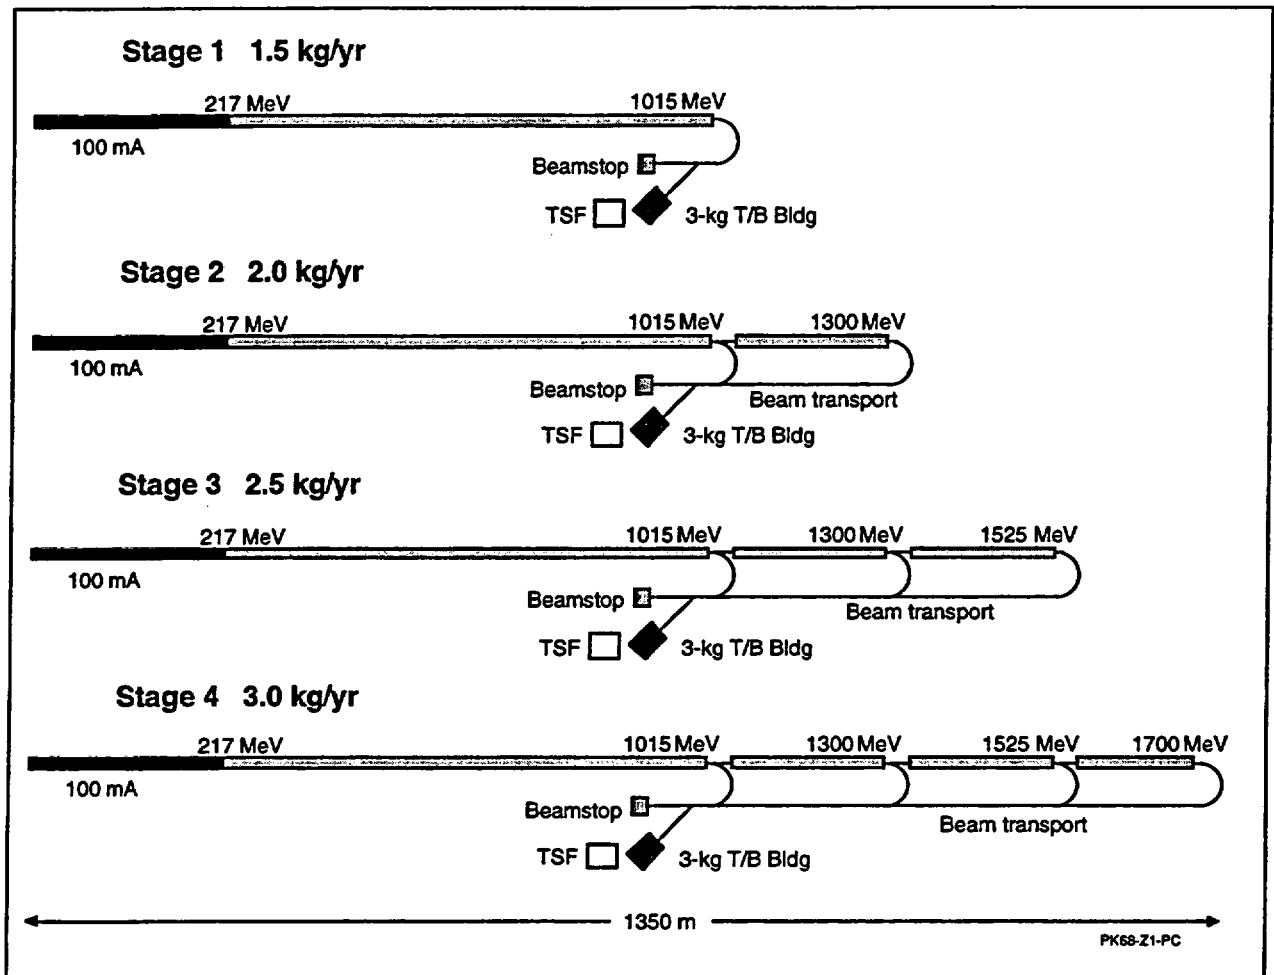 Stage 1 1.5 kg/yr
217 MeV 1015 MeV
100 mA
Beamstop
TSF 3-kg T/B Bldg
Stage 2 2.0 kg/yr
217 MeV 1015 MeV 1300 MeV
100 mA
Beamstop
Beam transport
TSF 3-kg T/B Bldg
Stage 3 2.5 kg/yr
217 MeV 1015 MeV 1300 MeV 1525 MeV
100 mA
Beamstop
Beam transport
TSF 3-kg T/B Bldg
Stage 4 3.0 kg/yr
217 MeV 1015 MeV 1300 MeV 1525 MeV 1700 MeV
100 mA
Beamstop
Beam transport
TSF 3-kg T/B Bldg
1350 m
PK68-Z1-PC